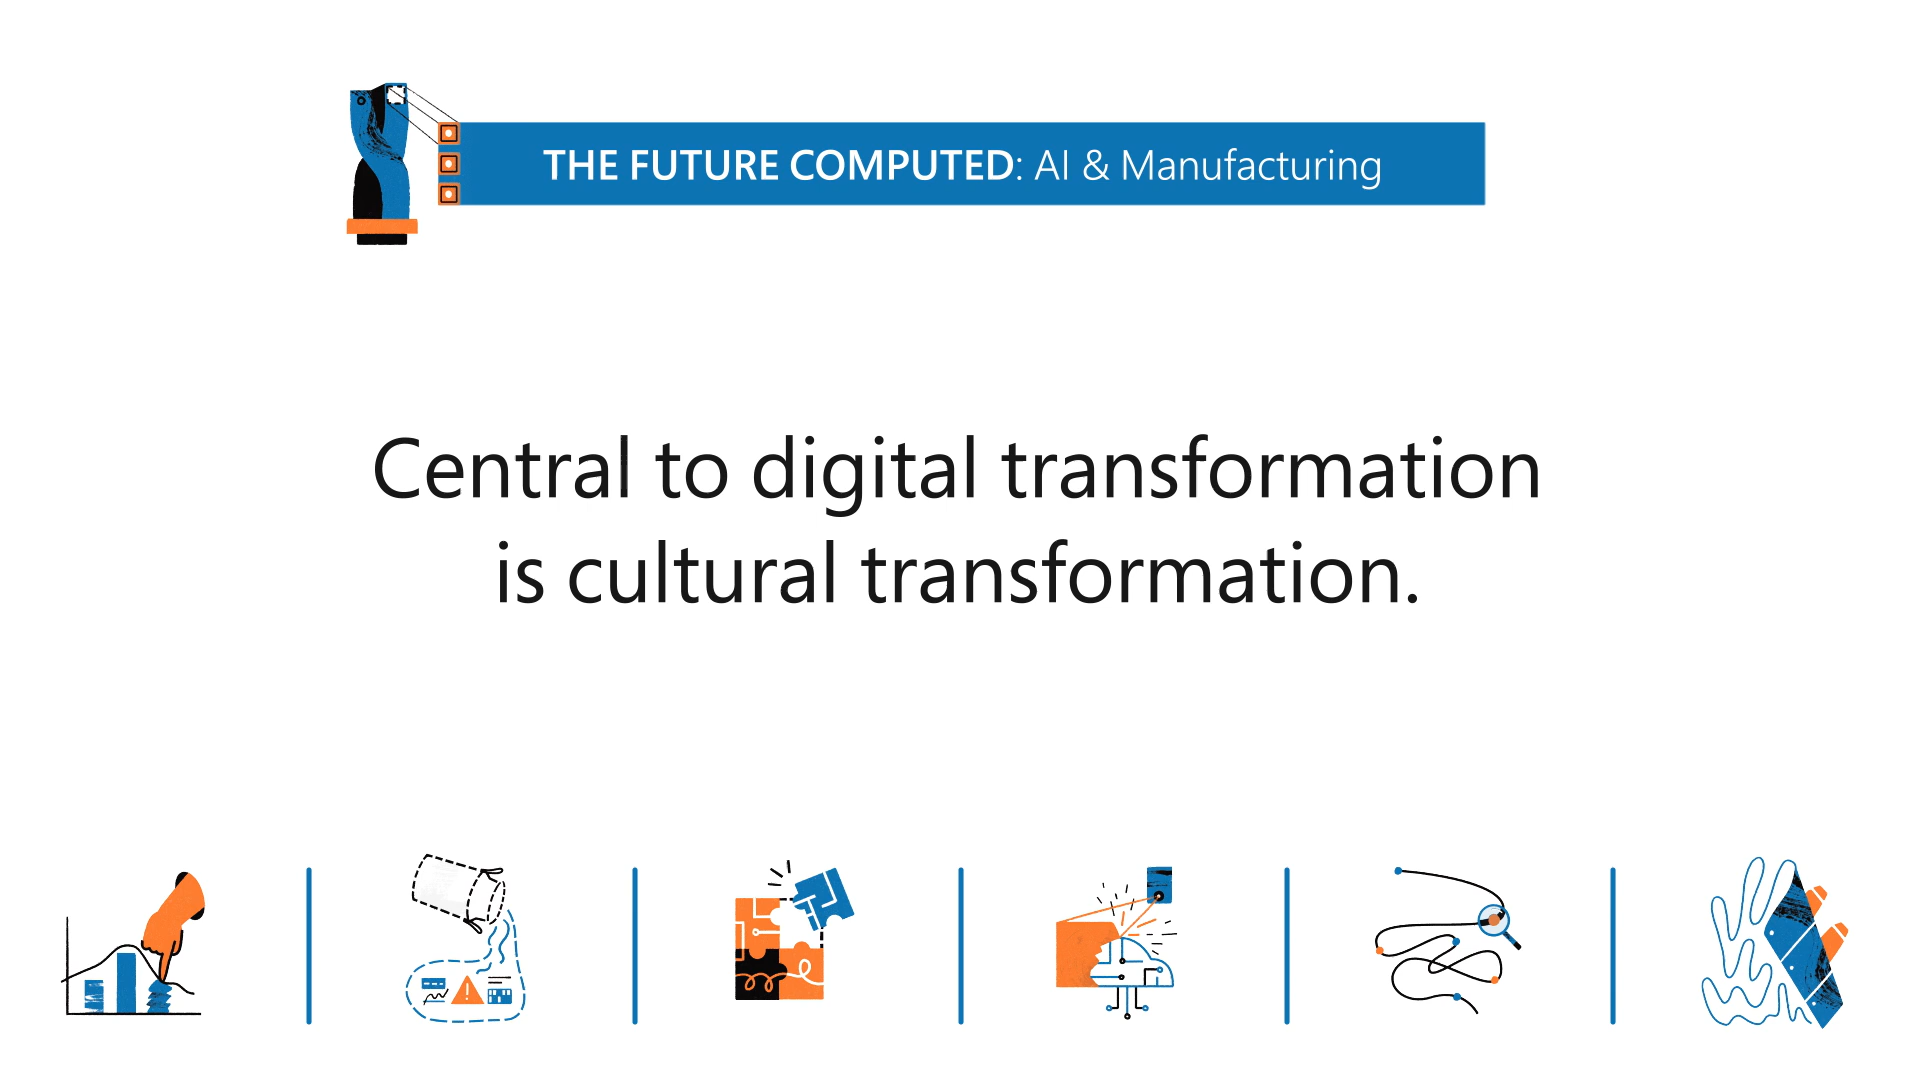 THE FUTURE COMPUTED: AI & Manufacturing
Central to digital transformation
is cultural transformation.